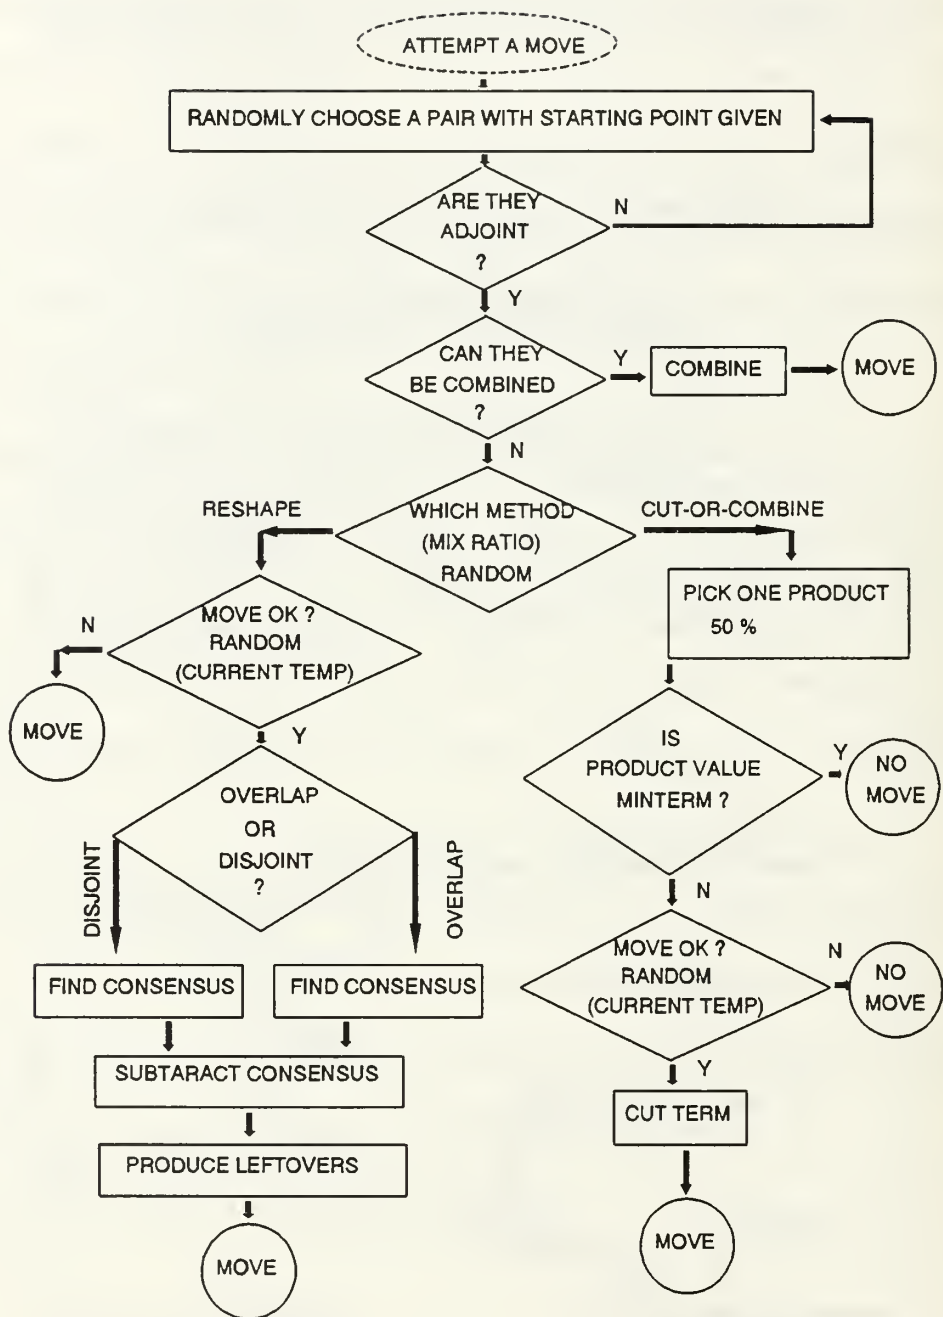 ATTEMPT A MOVE
RANDOMLY CHOOSE A PAIR WITH STARTING POINT GIVEN
ARE THEY
ADJOINT
?
N
Y
CAN THEY
BE COMBINED
?
Y
COMBINE
MOVE
N
RESHAPE
WHICH METHOD
(MIX RATIO)
RANDOM
CUT-OR-COMBINE
MOVE OK ?
RANDOM
(CURRENT TEMP)
N
MOVE
Y
OVERLAP
OR
DISJOINT
?
DISJOINT
OVERLAP
FIND CONSENSUS
FIND CONSENSUS
SUBTARACT CONSENSUS
PRODUCE LEFTOVERS
MOVE
PICK ONE PRODUCT
50 %
IS
PRODUCT VALUE
MINTERM ?
Y
NO
MOVE
N
MOVE OK ?
RANDOM
(CURRENT TEMP)
N
NO
MOVE
Y
CUT TERM
MOVE